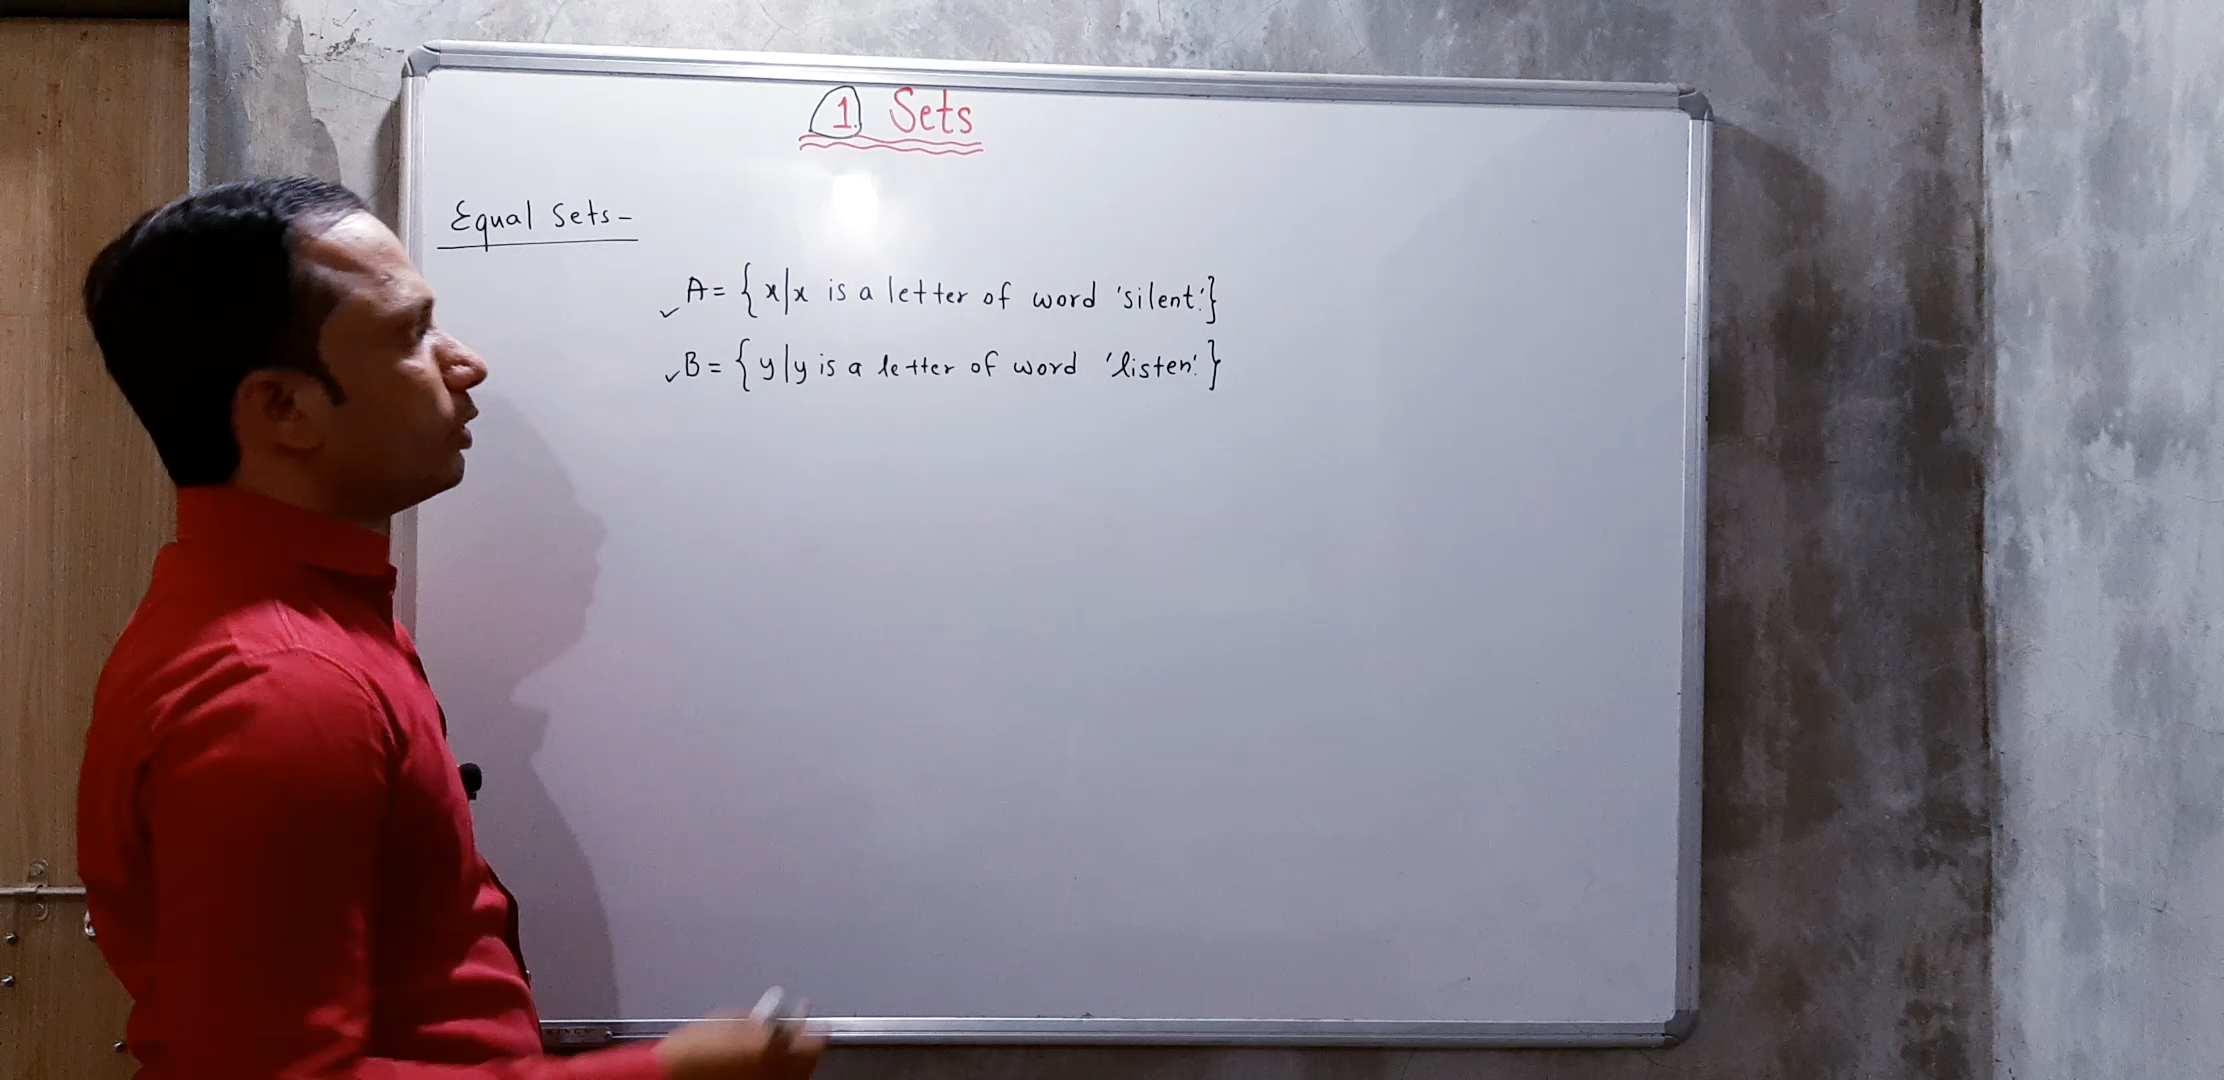 1. Sets
Equal Sets-
A = { x|x is a letter of word 'silent.' }
B = { y|y is a letter of word 'listen.' }